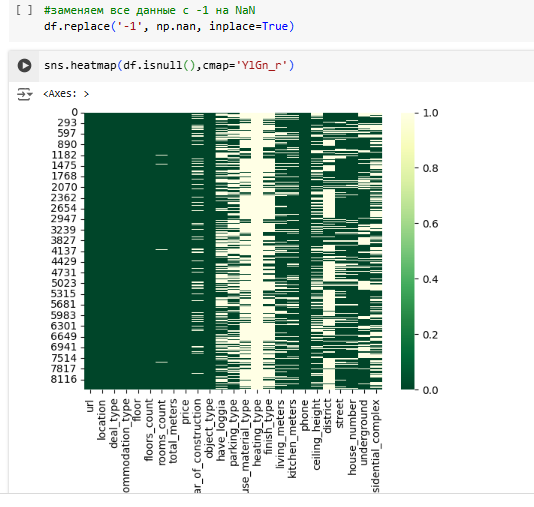 [ ] #заменяем все данные с -1 на NaN
df.replace('-1', np.nan, inplace=True)
sns.heatmap(df.isnull(),cmap='YlGn_r')
<Axes: >
0
293
597
890
1182
1475
1768
2070
2362
2654
2947
3239
3827
4137
4429
4731
5023
5315
5681
5983
6301
6649
6941
7514
7817
8116
1.0
0.8
0.6
0.4
0.2
0.0
url
location
deal_type
ommodation_type
floor
floors_count
rooms_count
total_meters
price
ar_of_construction
object_type
have_loggia
parking_type
use_material_type
heating_type
finish_type
living_meters
kitchen_meters
phone
ceiling_height
district
street
house_number
underground
sidential_complex